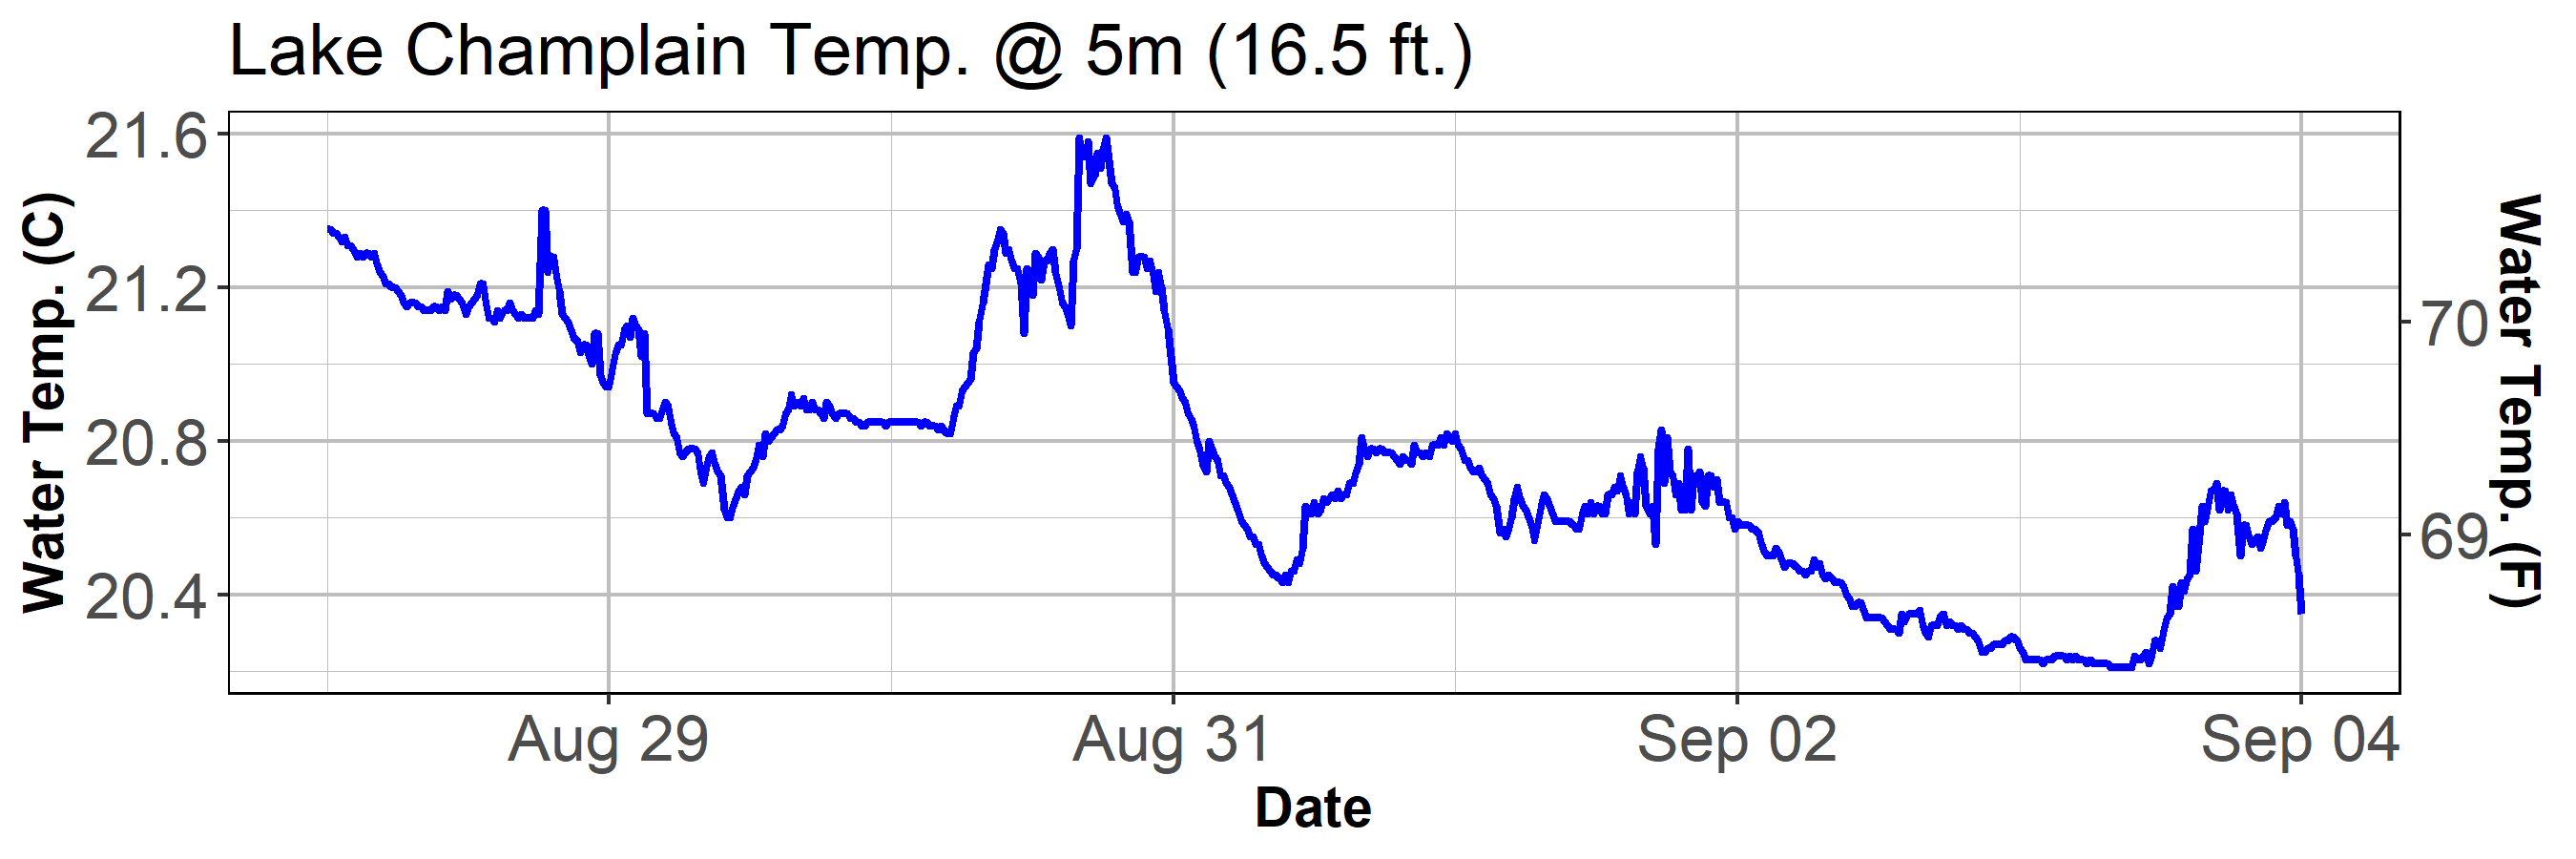 Lake Champlain Temp. @ 5m (16.5 ft.)
Water Temp. (C)
21.6
21.2
20.8
20.4
70
69
Water Temp. (F)
Aug 29
Aug 31
Sep 02
Sep 04
Date